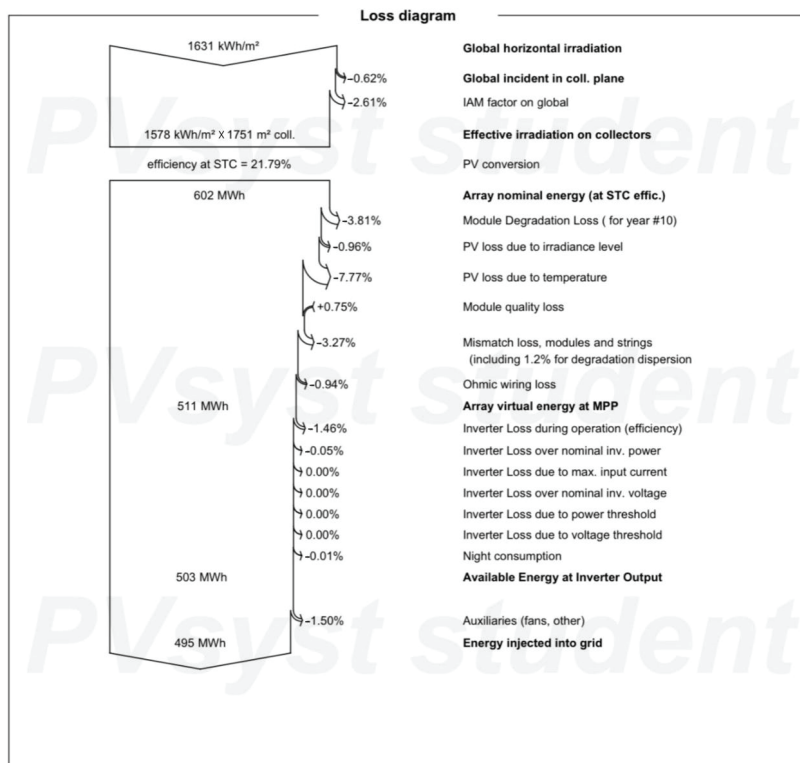 Loss diagram
1631 kWh/m²
Global horizontal irradiation
-0.62%
Global incident in coll. plane
-2.61%
IAM factor on global
1578 kWh/m² X 1751 m² coll.
Effective irradiation on collectors
efficiency at STC = 21.79%
PV conversion
602 MWh
Array nominal energy (at STC effic.)
-3.81%
Module Degradation Loss ( for year #10)
-0.96%
PV loss due to irradiance level
-7.77%
PV loss due to temperature
+0.75%
Module quality loss
-3.27%
Mismatch loss, modules and strings
(including 1.2% for degradation dispersion
-0.94%
Ohmic wiring loss
511 MWh
Array virtual energy at MPP
-1.46%
Inverter Loss during operation (efficiency)
-0.05%
Inverter Loss over nominal inv. power
0.00%
Inverter Loss due to max. input current
0.00%
Inverter Loss over nominal inv. voltage
0.00%
Inverter Loss due to power threshold
0.00%
Inverter Loss due to voltage threshold
-0.01%
Night consumption
503 MWh
Available Energy at Inverter Output
-1.50%
Auxiliaries (fans, other)
495 MWh
Energy injected into grid
PVsyst student
PVsyst student
PVsyst student